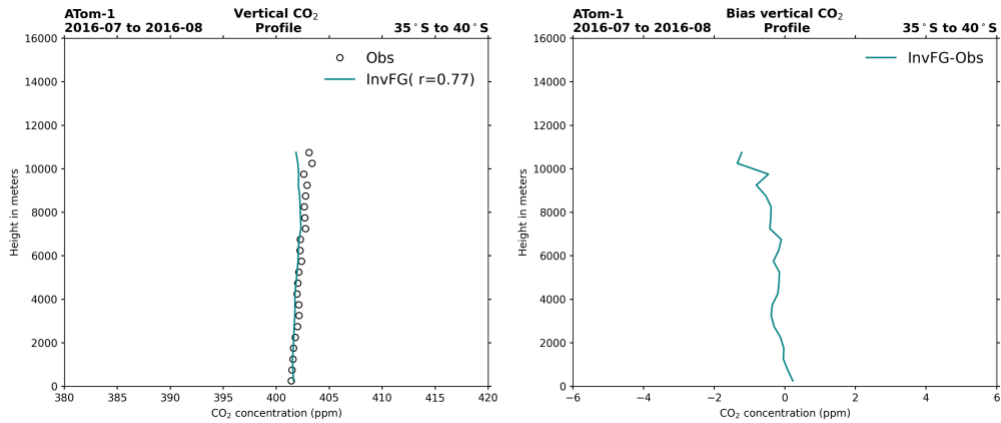 ATom-1
2016-07 to 2016-08
Vertical CO₂
Profile
35°S to 40°S
16000
14000
12000
10000
8000
6000
4000
2000
0
Height in meters
Obs
InvFG( r=0.77)
380 385 390 395 400 405 410 415 420
CO₂ concentration (ppm)
ATom-1
2016-07 to 2016-08
Bias vertical CO₂
Profile
35°S to 40°S
16000
14000
12000
10000
8000
6000
4000
2000
0
Height in meters
InvFG-Obs
−6 −4 −2 0 2 4 6
CO₂ concentration (ppm)